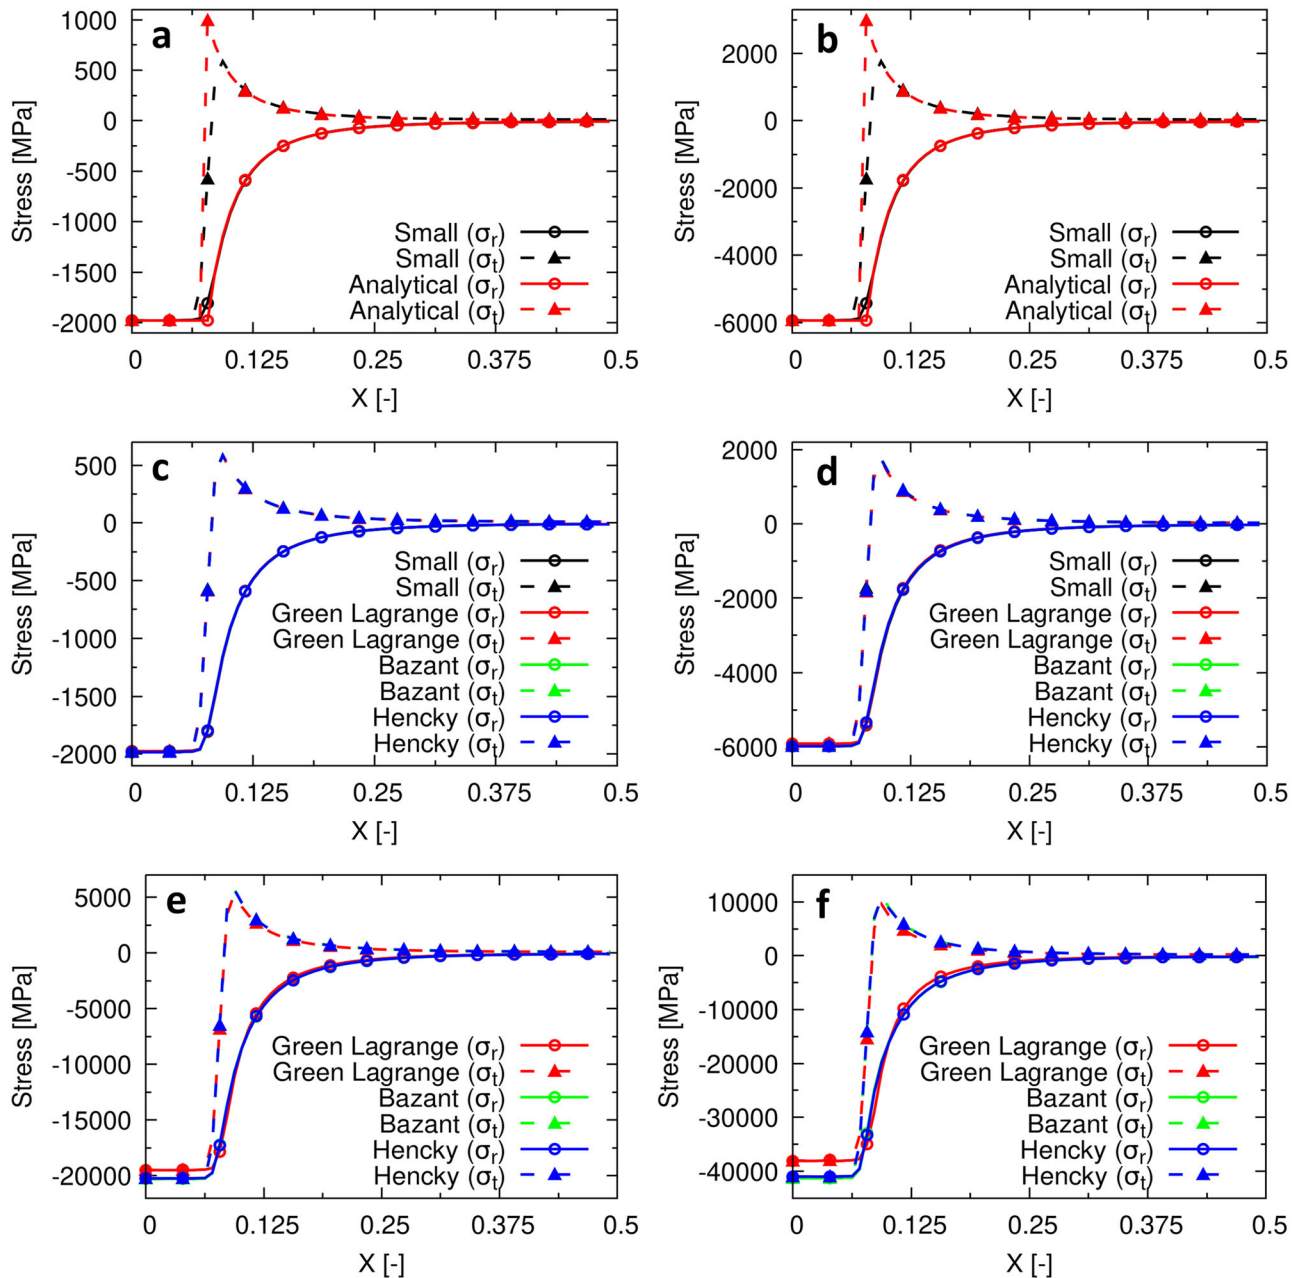 a
1000
500
0
-500
-1000
-1500
-2000
Stress [MPa]
Small (σr)
Small (σt)
Analytical (σr)
Analytical (σt)
0 0.125 0.25 0.375 0.5
X [-]
b
2000
0
-2000
-4000
-6000
Stress [MPa]
Small (σr)
Small (σt)
Analytical (σr)
Analytical (σt)
0 0.125 0.25 0.375 0.5
X [-]
c
500
0
-500
-1000
-1500
-2000
Stress [MPa]
Small (σr)
Small (σt)
Green Lagrange (σr)
Green Lagrange (σt)
Bazant (σr)
Bazant (σt)
Hencky (σr)
Hencky (σt)
0 0.125 0.25 0.375 0.5
X [-]
d
2000
0
-2000
-4000
-6000
Stress [MPa]
Small (σr)
Small (σt)
Green Lagrange (σr)
Green Lagrange (σt)
Bazant (σr)
Bazant (σt)
Hencky (σr)
Hencky (σt)
0 0.125 0.25 0.375 0.5
X [-]
e
5000
0
-5000
-10000
-15000
-20000
Stress [MPa]
Green Lagrange (σr)
Green Lagrange (σt)
Bazant (σr)
Bazant (σt)
Hencky (σr)
Hencky (σt)
0 0.125 0.25 0.375 0.5
X [-]
f
10000
0
-10000
-20000
-30000
-40000
Stress [MPa]
Green Lagrange (σr)
Green Lagrange (σt)
Bazant (σr)
Bazant (σt)
Hencky (σr)
Hencky (σt)
0 0.125 0.25 0.375 0.5
X [-]